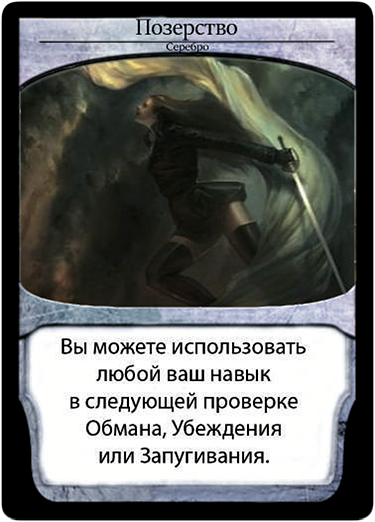 Позерство
Серебро
Вы можете использовать
любой ваш навык
в следующей проверке
Обмана, Убеждения
или Запугивания.